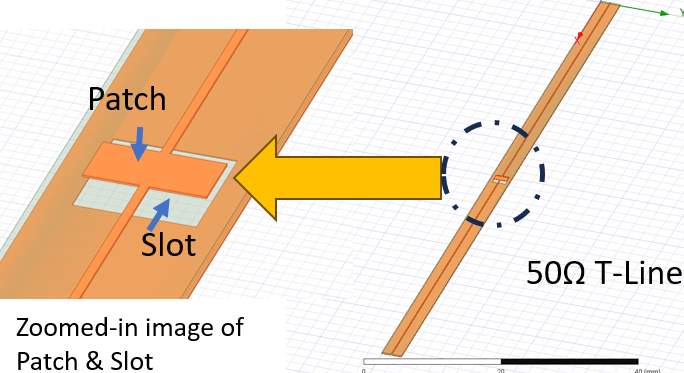 Patch
Slot
Zoomed-in image of
Patch & Slot
50Ω T-Line
X
Y
0
20
40 (mm)